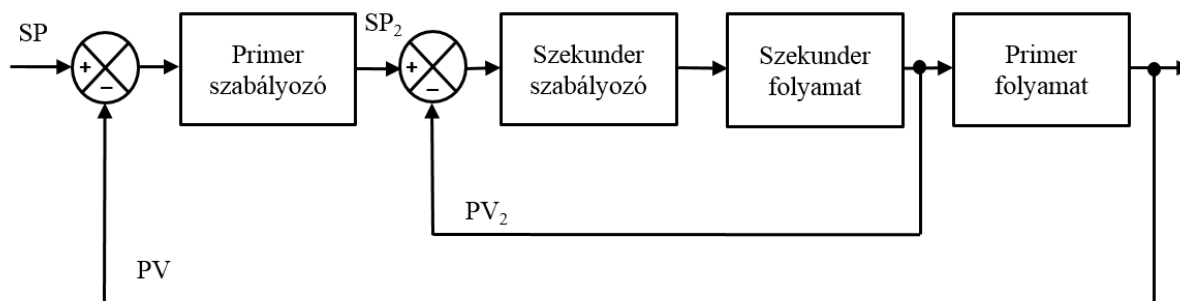 SP
+
−
Primer
szabályozó
SP₂
+
−
Szekunder
szabályozó
Szekunder
folyamat
Primer
folyamat
PV₂
PV